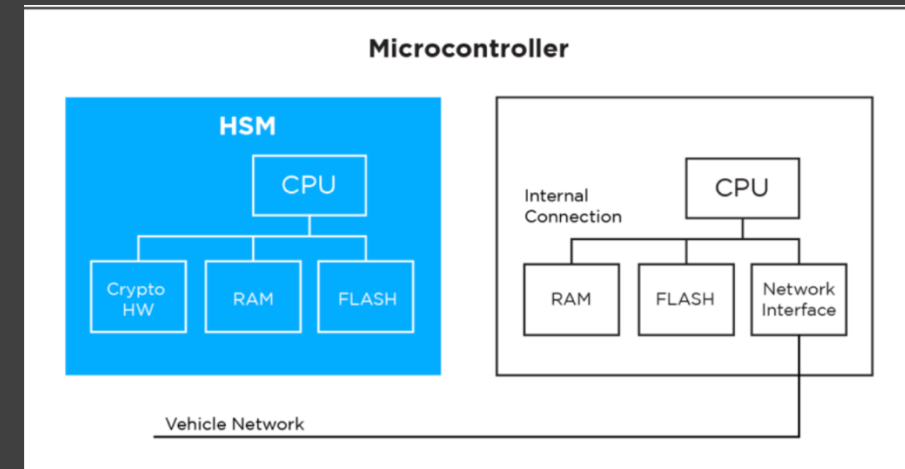 Microcontroller
HSM
CPU
Crypto
HW
RAM
FLASH
Internal
Connection
CPU
RAM
FLASH
Network
Interface
Vehicle Network